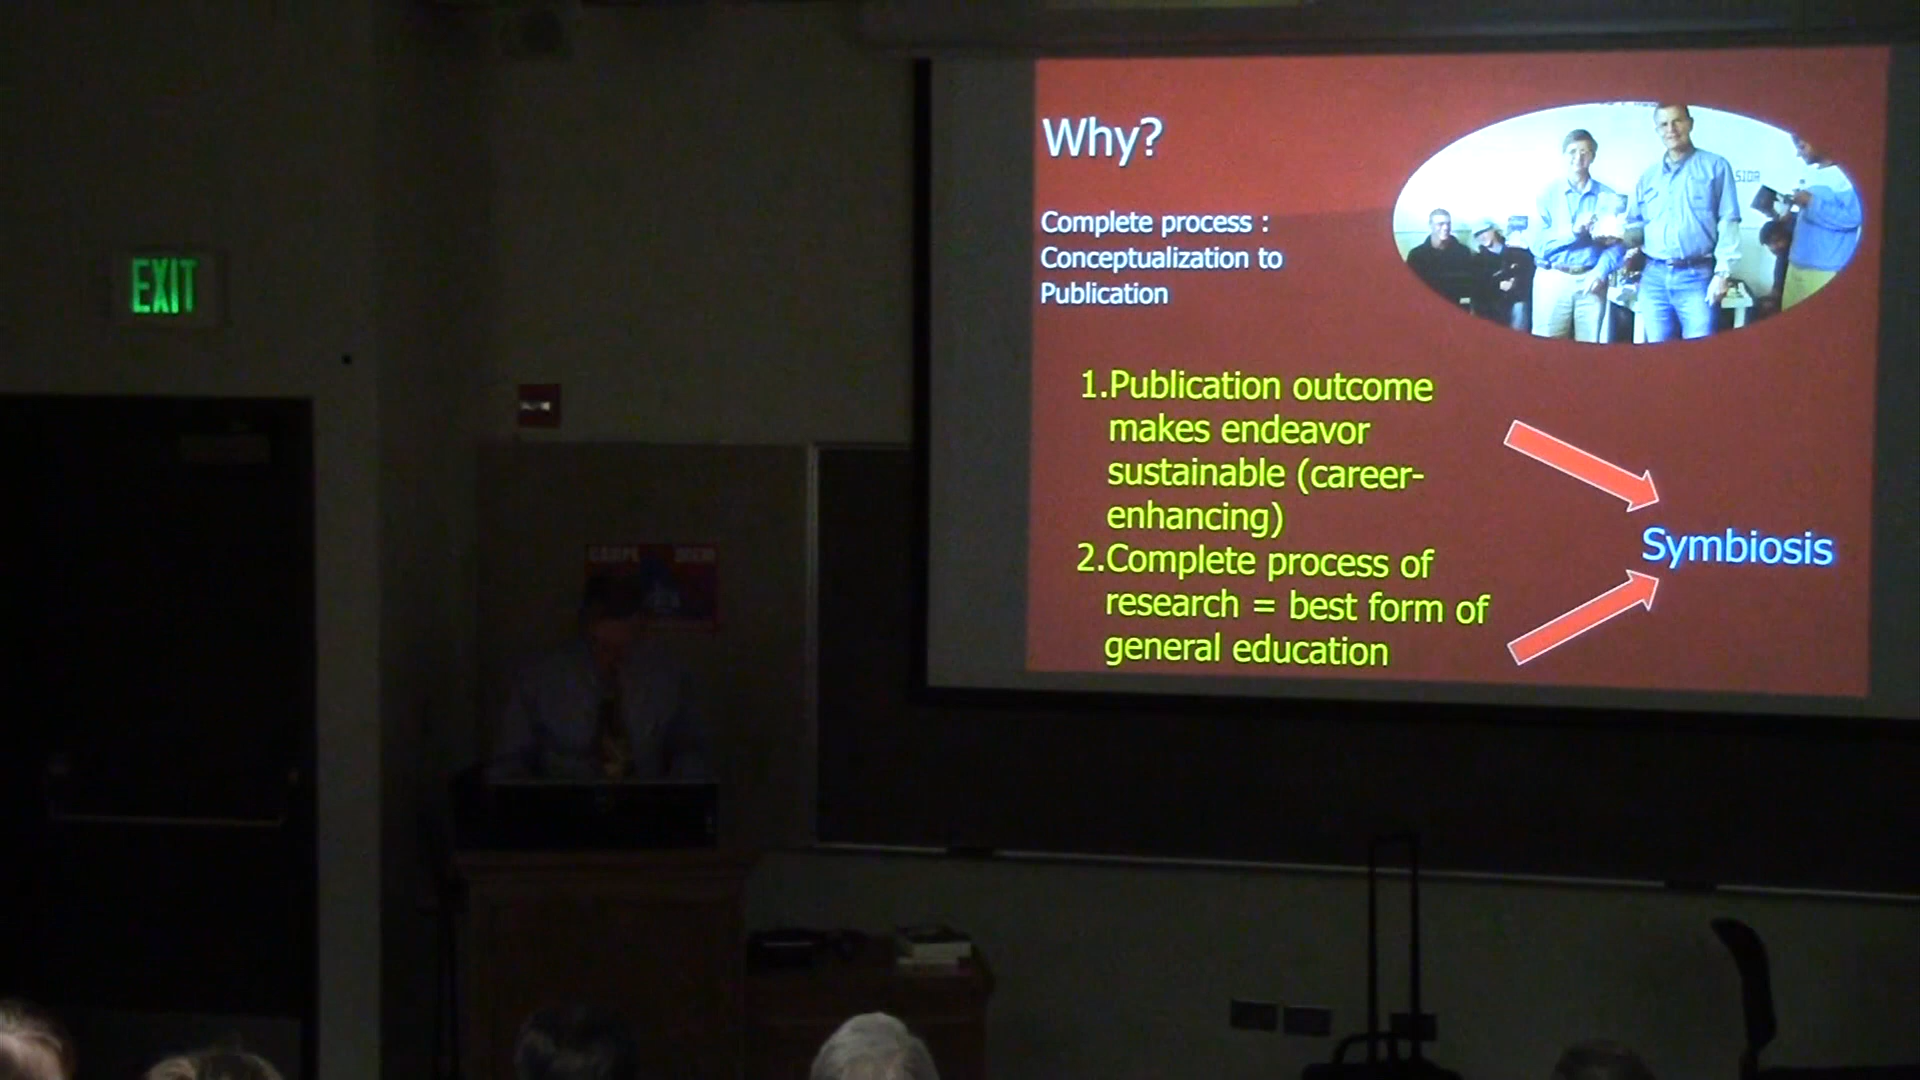 EXIT
Why?
Complete process :
Conceptualization to
Publication
1.Publication outcome
makes endeavor
sustainable (career-
enhancing)
2.Complete process of
research = best form of
general education
Symbiosis